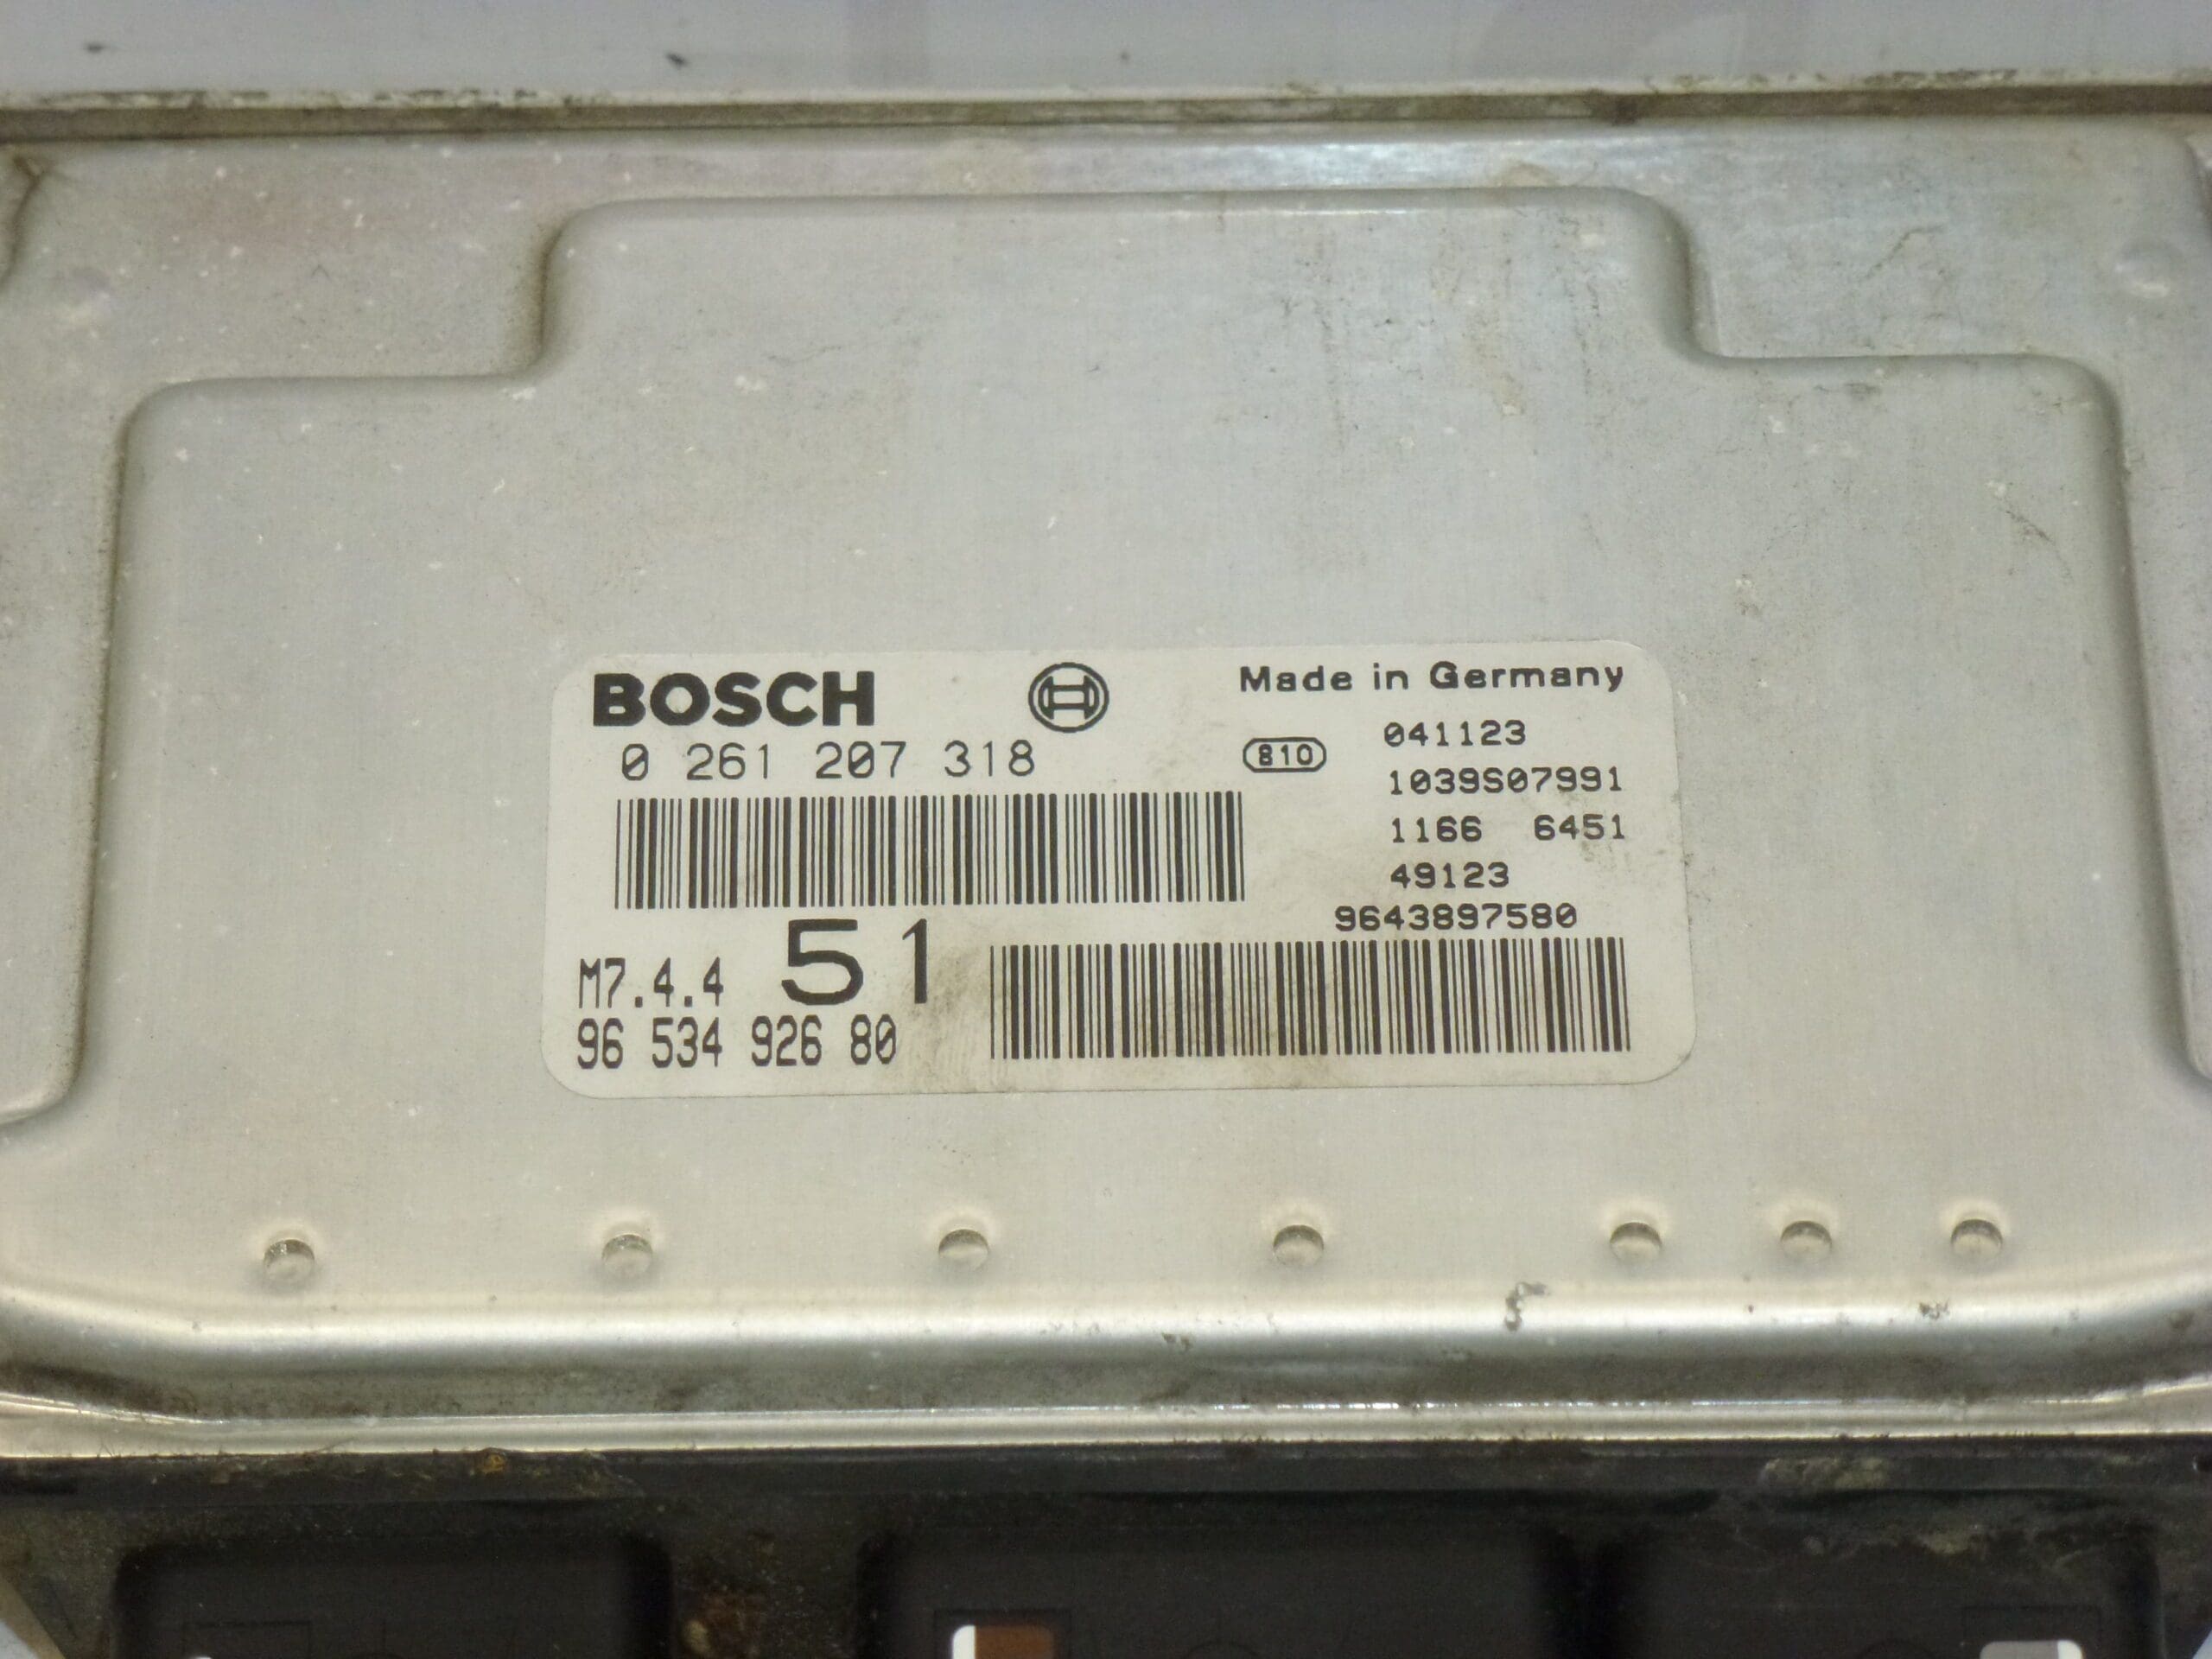 BOSCH
Made in Germany
0 261 207 318
810
041123
1039S07991
1166 6451
49123
9643897580
M7.4.4 51
96 534 926 80